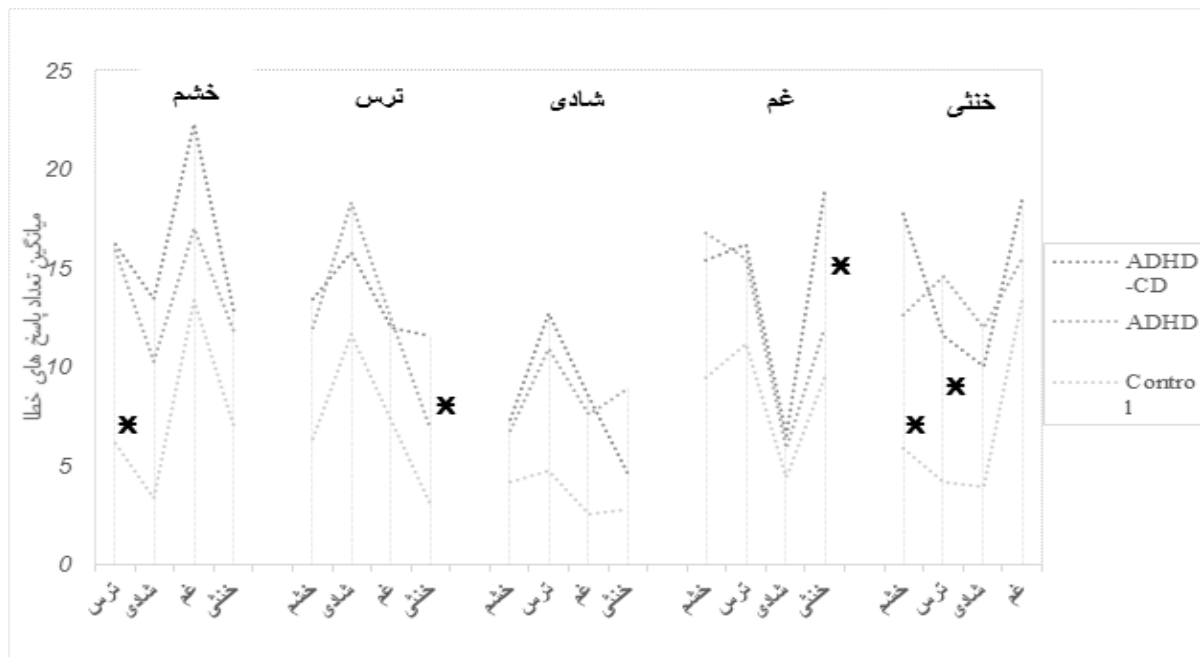 خشم ترس شادی غم خنثی
میانگین تعداد پاسخ های خطا
25
20
15
10
5
0
ADHD
-CD
ADHD
Contro
l
ترس شادی غم خنثی خشم شادی غم خنثی خشم ترس غم خنثی خشم ترس شادی خنثی خشم ترس شادی غم